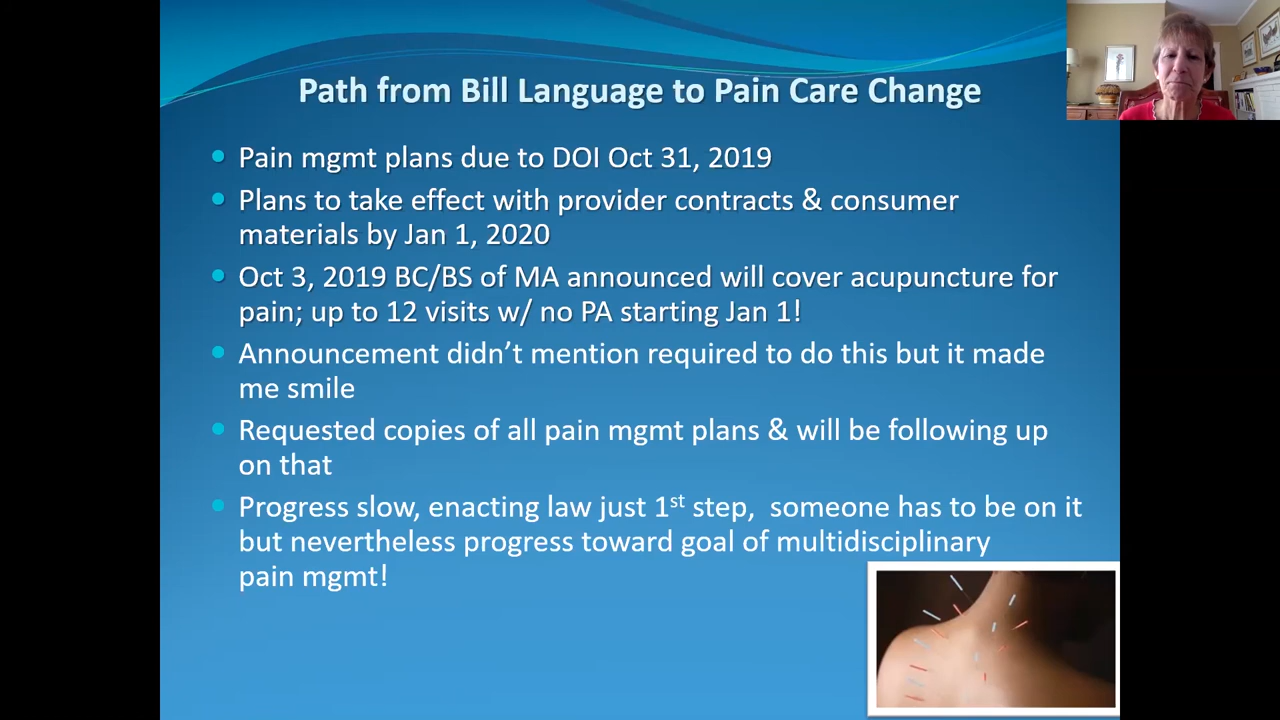 Path from Bill Language to Pain Care Change
Pain mgmt plans due to DOI Oct 31, 2019
Plans to take effect with provider contracts & consumer
materials by Jan 1, 2020
Oct 3, 2019 BC/BS of MA announced will cover acupuncture for
pain; up to 12 visits w/ no PA starting Jan 1!
Announcement didn't mention required to do this but it made
me smile
Requested copies of all pain mgmt plans & will be following up
on that
Progress slow, enacting law just 1st step,  someone has to be on it
but nevertheless progress toward goal of multidisciplinary
pain mgmt!